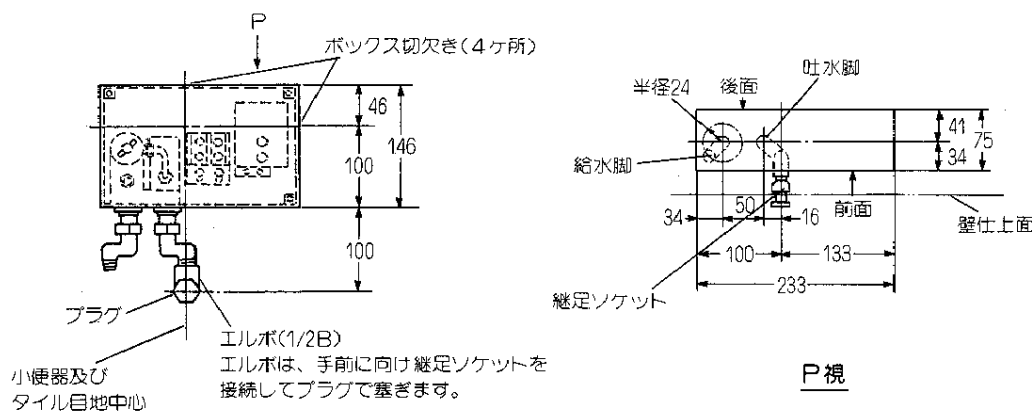 P
ボックス切欠き(4ヶ所)
46
100
146
100
プラグ
エルボ(1/2B)
エルボは、手前に向け継足ソケットを
接続してプラグで塞ぎます。
小便器及び
タイル目地中心
吐水脚
半径24
後面
41
75
34
給水脚
前面
壁仕上面
34
50
16
100
133
233
継足ソケット
P視